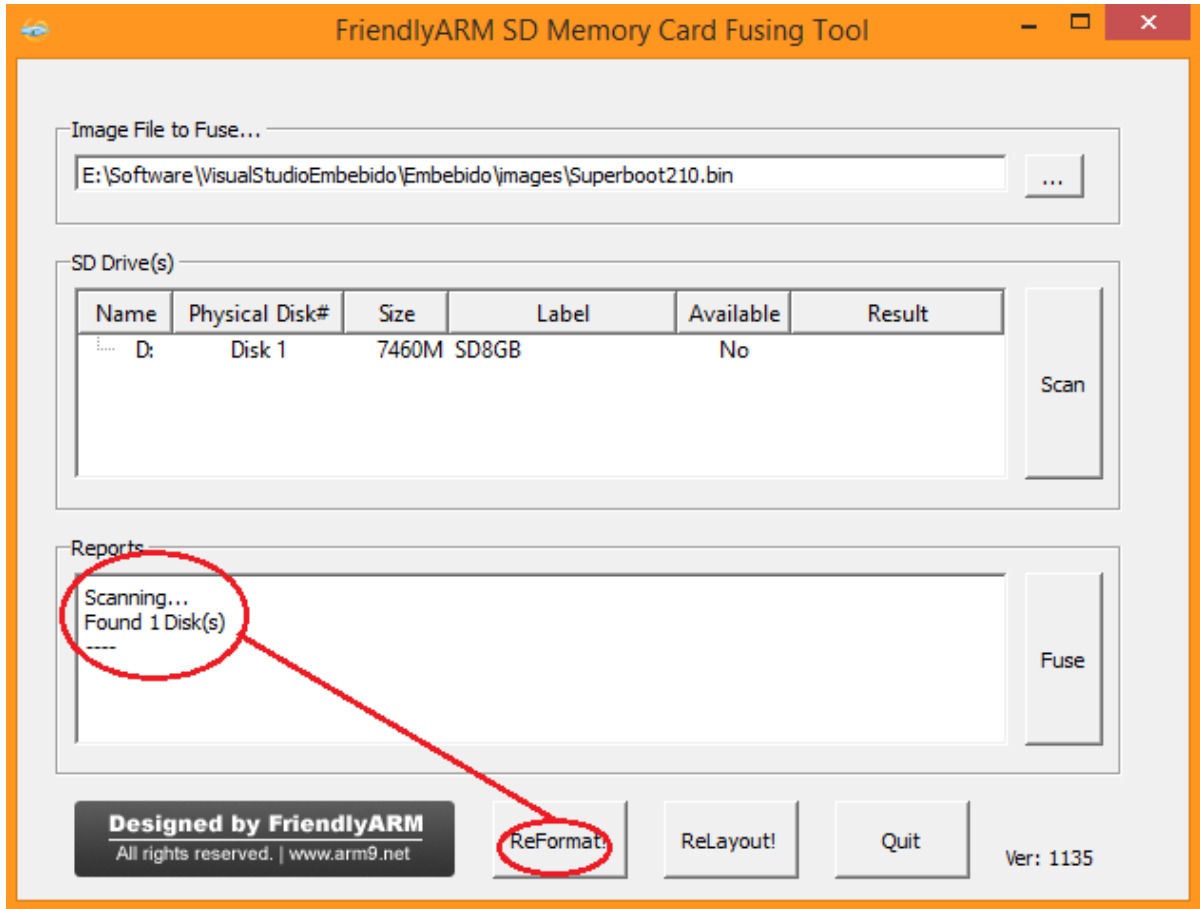 FriendlyARM SD Memory Card Fusing Tool
Image File to Fuse...
E:\Software\VisualStudioEmbebido\Embebido\images\Superboot210.bin
...
SD Drive(s)
Name Physical Disk# Size Label Available Result
D: Disk 1 7460M SD8GB No
Scan
Reports
Scanning...
Found 1 Disk(s)
----
Fuse
Designed by FriendlyARM
All rights reserved. | www.arm9.net
ReFormat!
ReLayout!
Quit
Ver: 1135